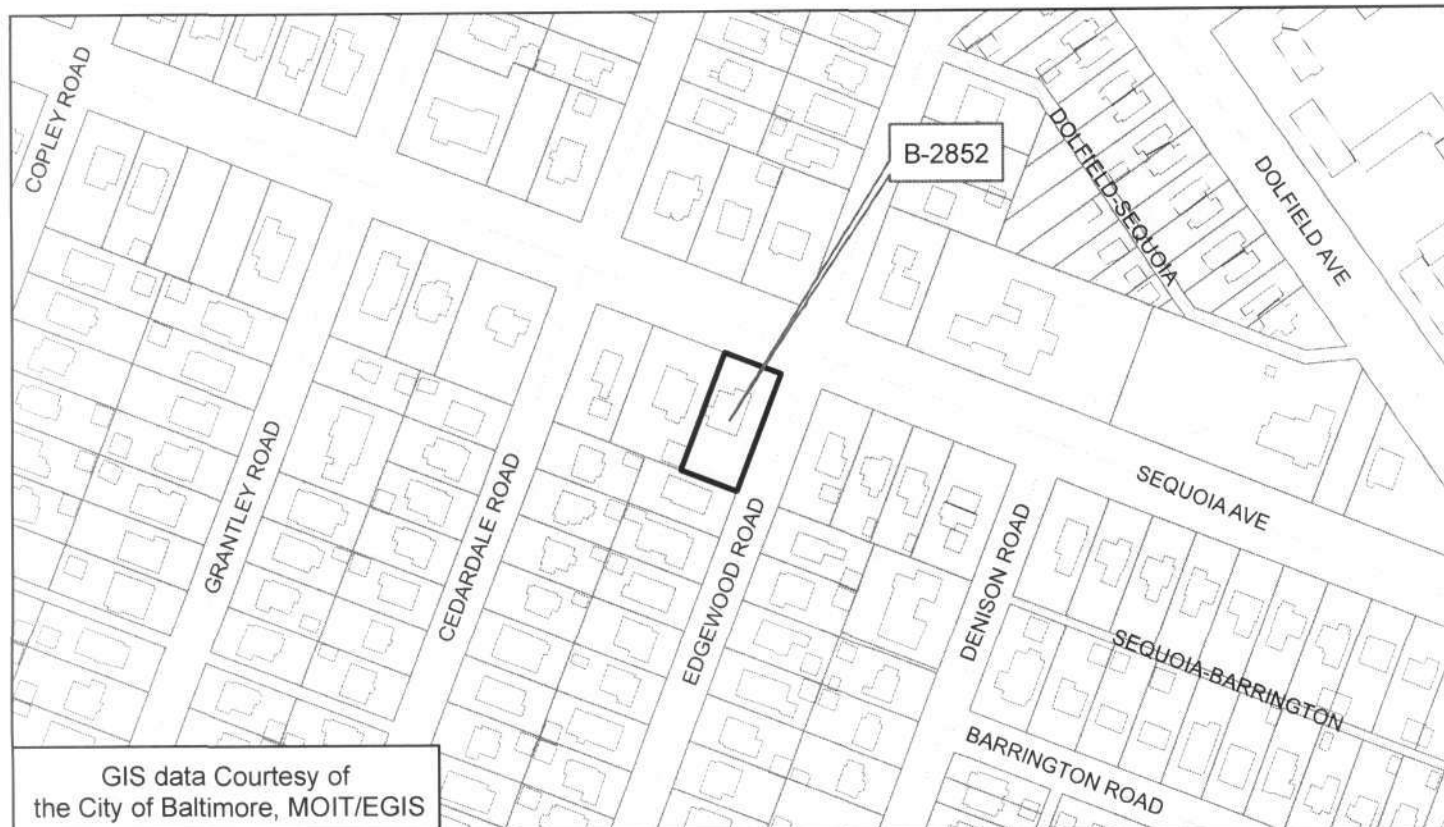 COPLEY ROAD
B-2852
DOLFIELD-SEQUOIA
DOLFIELD AVE
GRANTLEY ROAD
CEDARDALE ROAD
EDGEWOOD ROAD
DENISON ROAD
SEQUOIA AVE
SEQUOIA-BARRINGTON
BARRINGTON ROAD
GIS data Courtesy of
the City of Baltimore, MOIT/EGIS